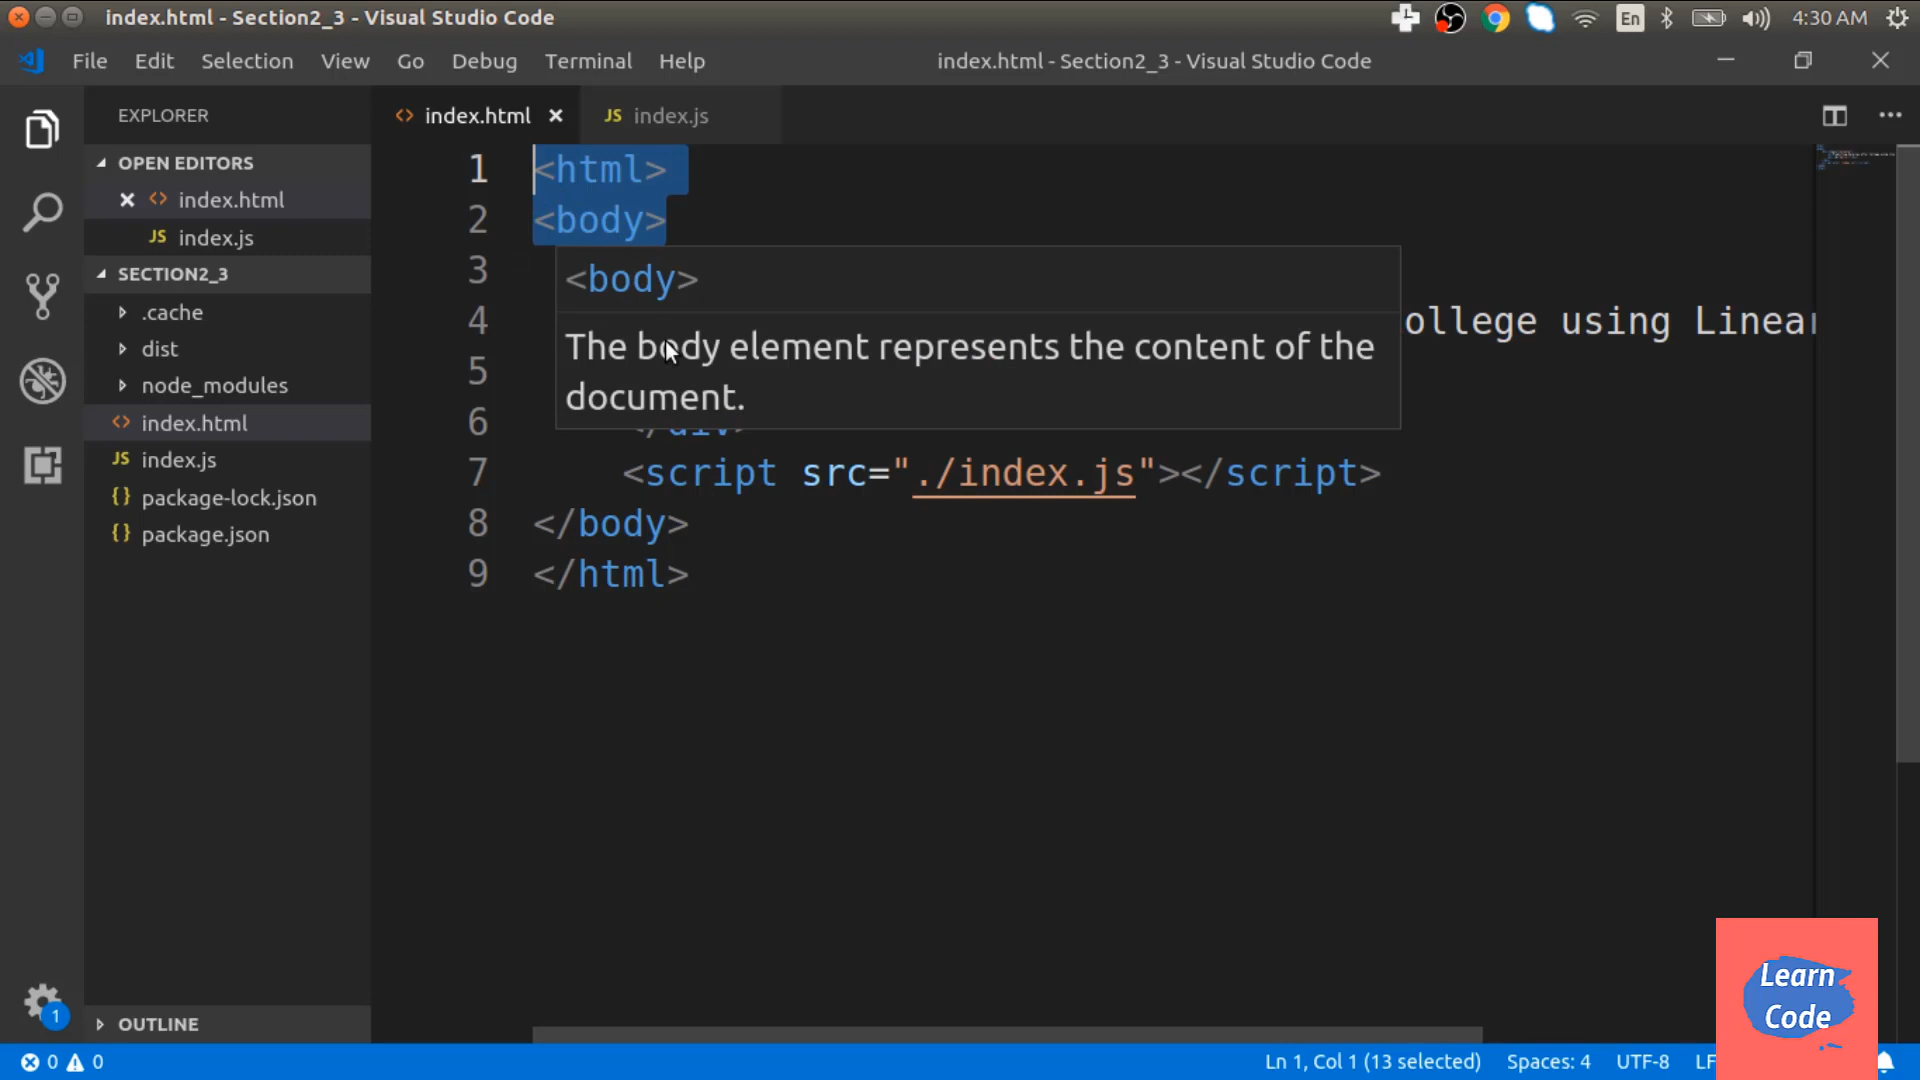 index.html - Section2_3 - Visual Studio Code
En
4:30 AM
File Edit Selection View Go Debug Terminal Help
index.html - Section2_3 - Visual Studio Code
EXPLORER
OPEN EDITORS
index.html
JS index.js
SECTION2_3
.cache
dist
node_modules
<> index.html
JS index.js
{} package-lock.json
{} package.json
OUTLINE
<> index.html
JS index.js
1 <html>
2 <body>
3
<body>
The body element represents the content of the
document.
4 ollege using Linear
5
6 </div>
7 <script src="./index.js"></script>
8 </body>
9 </html>
Learn
Code
1
0 0
Ln 1, Col 1 (13 selected) Spaces: 4 UTF-8 LF